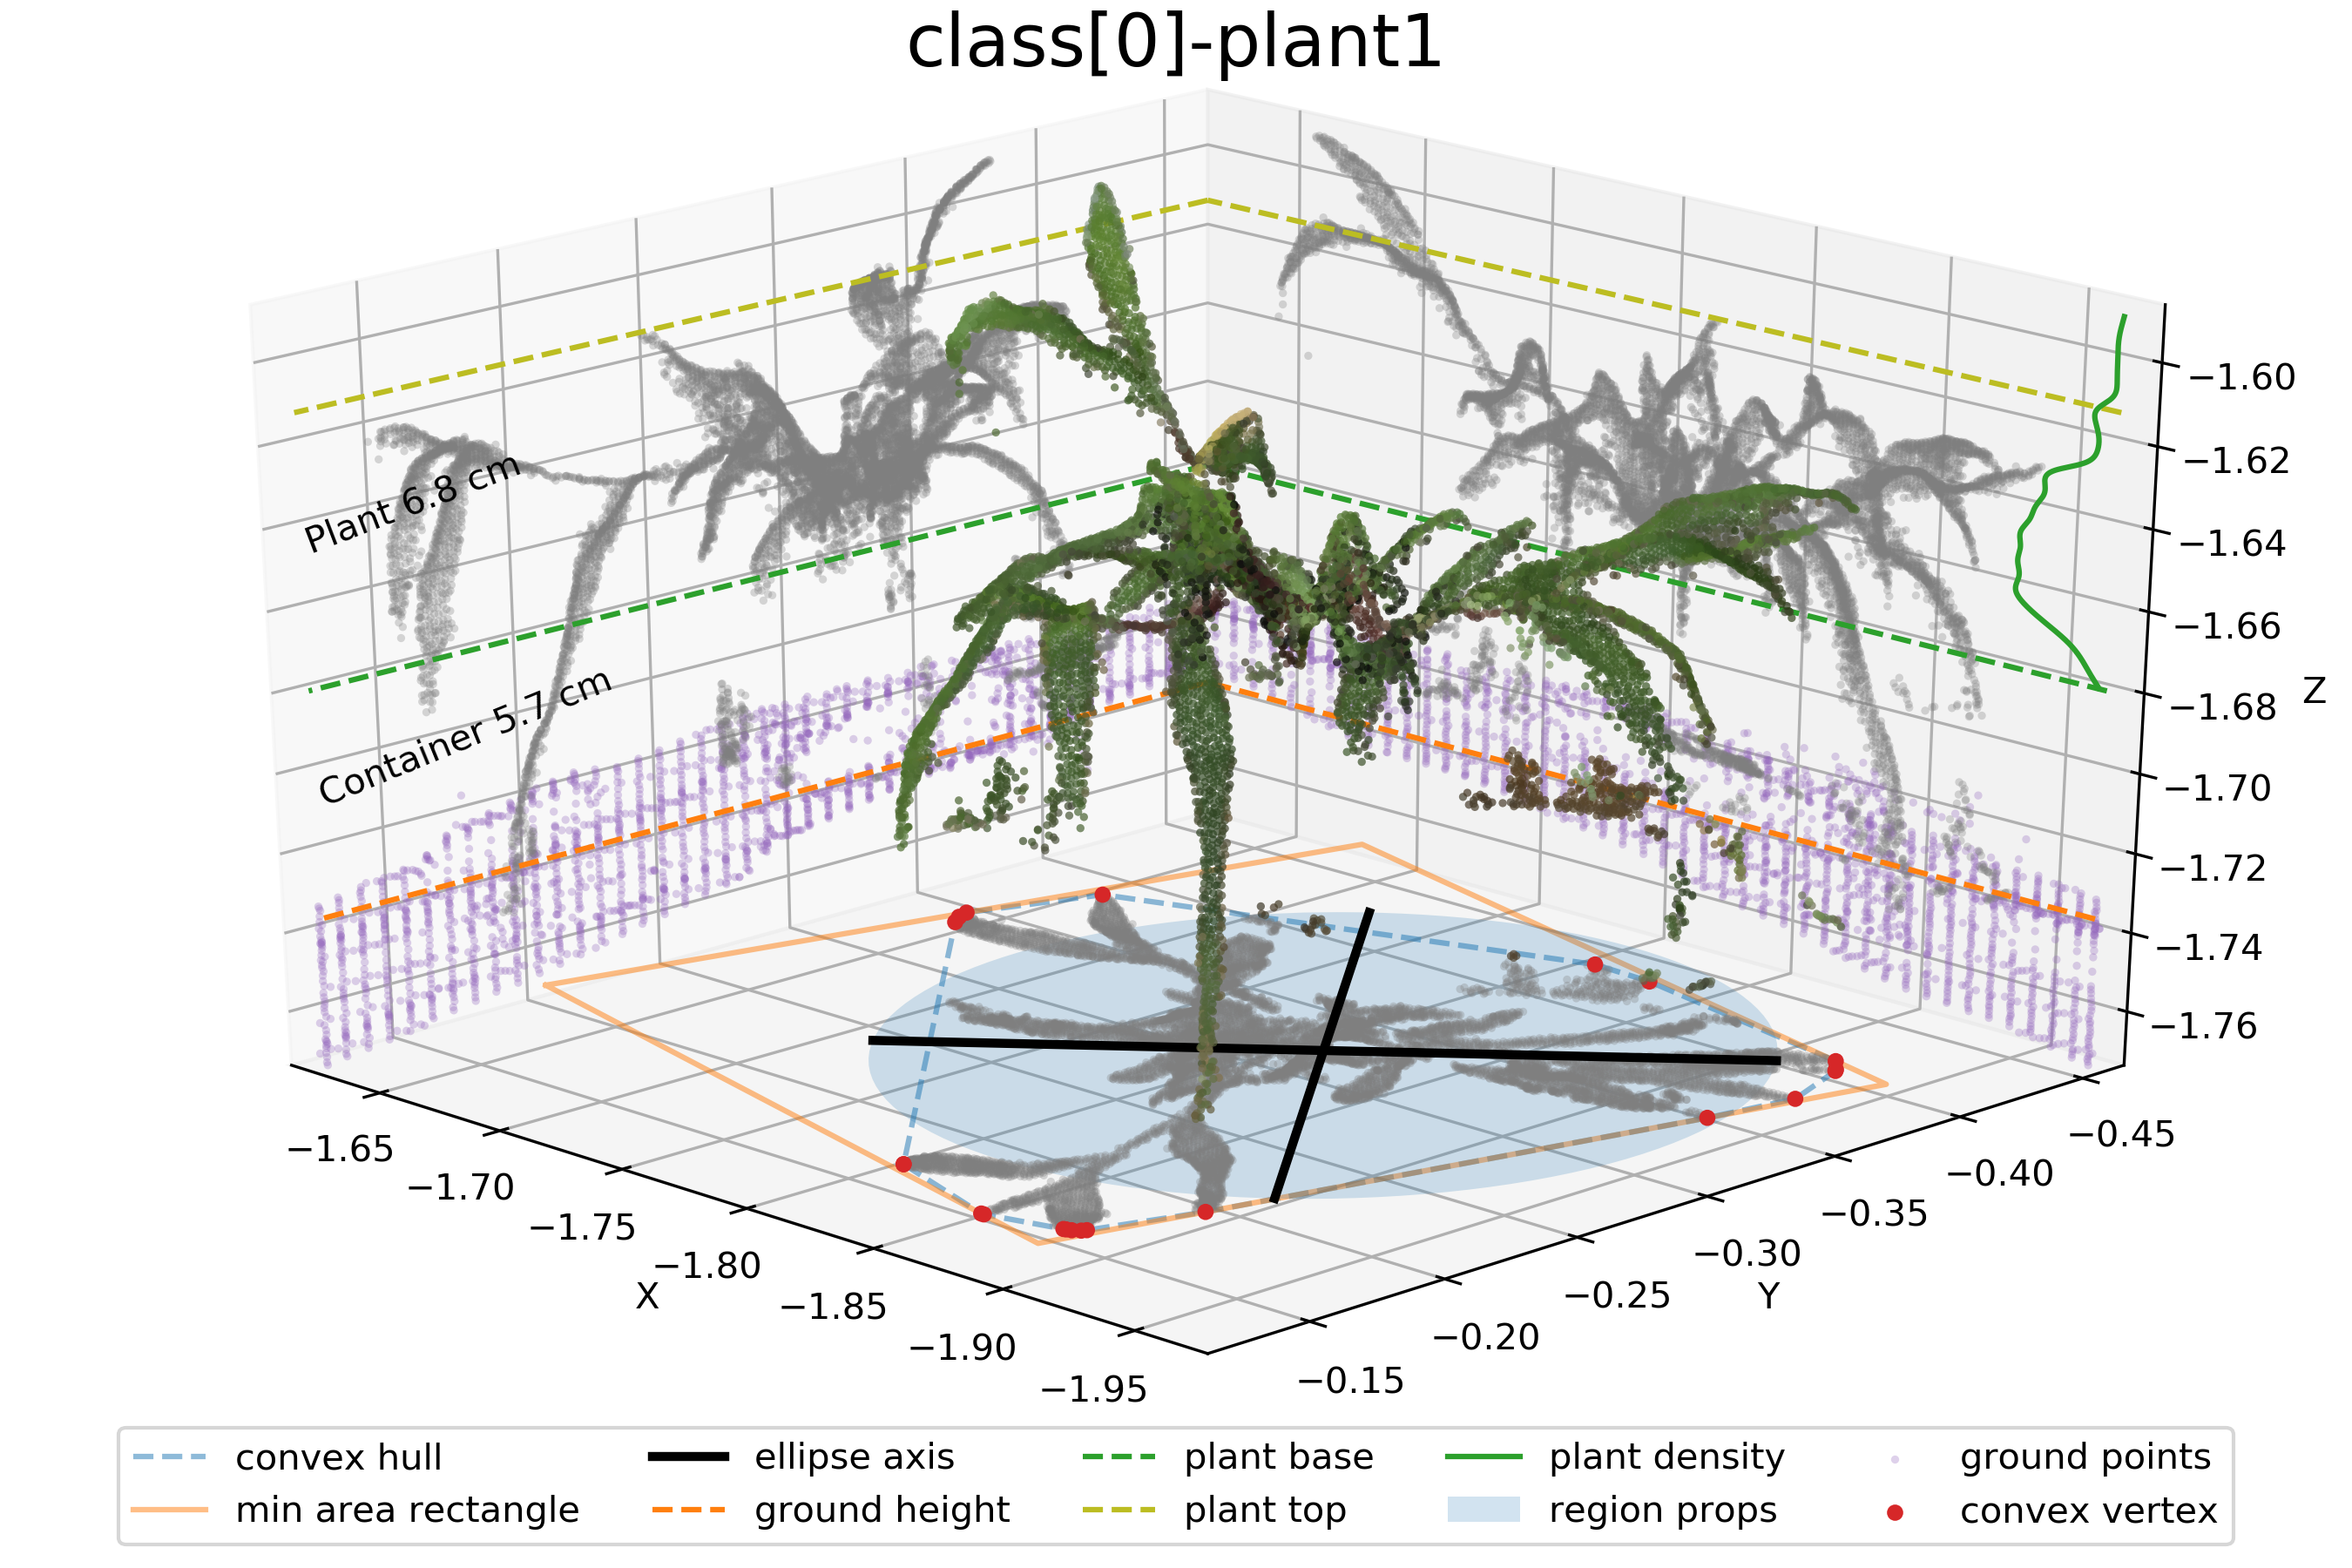 class[0]-plant1
Plant 6.8 cm
Container 5.7 cm
−1.60
−1.62
−1.64
−1.66
−1.68
−1.70
−1.72
−1.74
−1.76
Z
−1.65
−1.70
−1.75
−1.80
−1.85
−1.90
−1.95
X
−0.15
−0.20
−0.25
−0.30
−0.35
−0.40
−0.45
Y
convex hull
min area rectangle
ellipse axis
ground height
plant base
plant top
plant density
region props
ground points
convex vertex